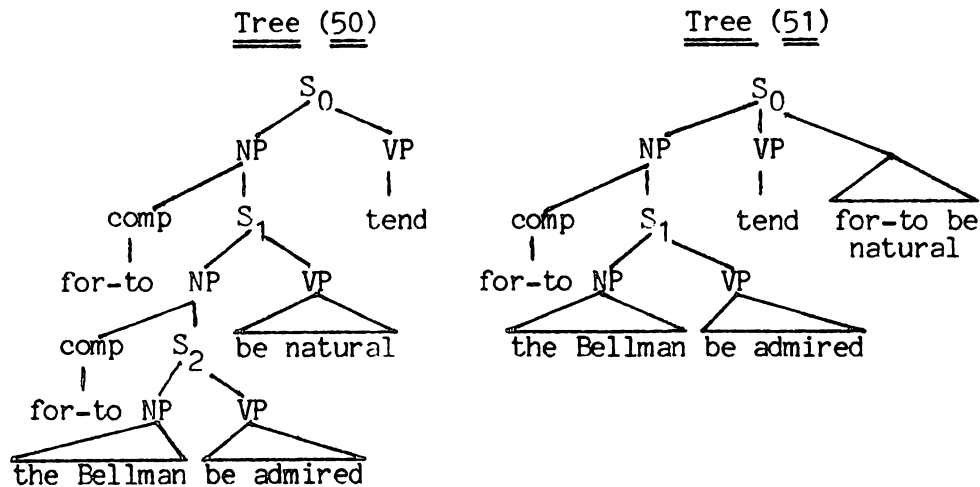 Tree (50)
S0
NP VP
comp S1 tend
for-to NP VP
comp S2 be natural
for-to NP VP
the Bellman be admired
Tree (51)
S0
NP VP
comp S1 tend for-to be
natural
for-to NP VP
the Bellman be admired